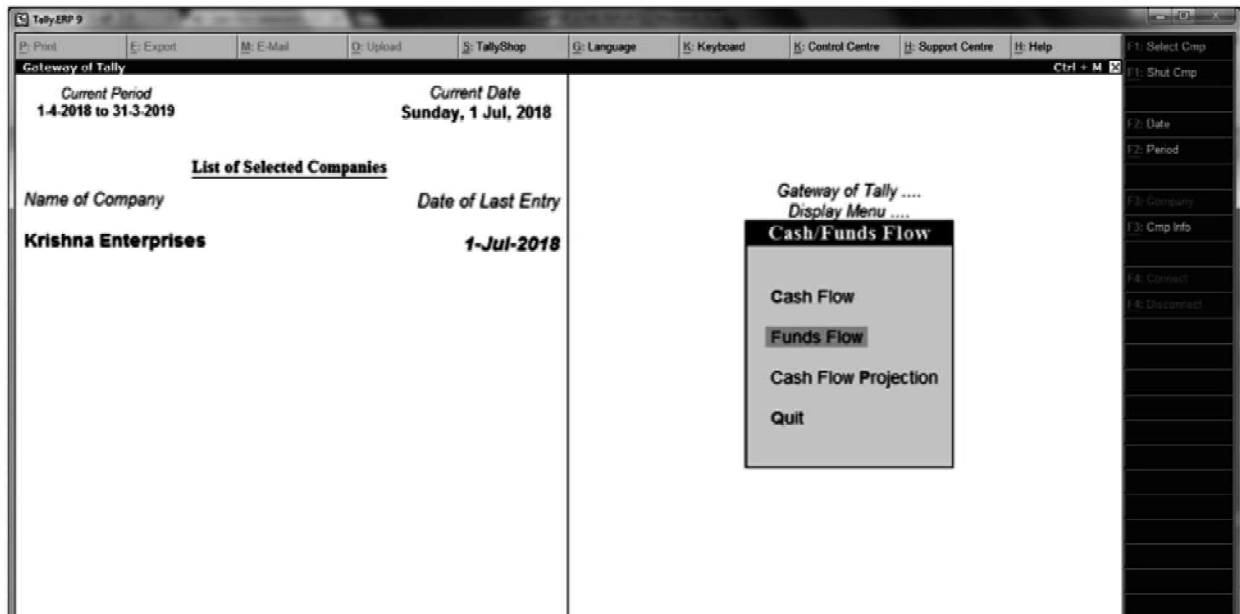 Tally.ERP 9
P: Print E: Export M: E-Mail O: Upload S: TallyShop G: Language K: Keyboard K: Control Centre H: Support Centre H: Help
Gateway of Tally Ctrl + M
Current Period Current Date
1-4-2018 to 31-3-2019 Sunday, 1 Jul, 2018
List of Selected Companies
Name of Company Date of Last Entry
Krishna Enterprises 1-Jul-2018
Gateway of Tally ....
Display Menu ....
Cash/Funds Flow
Cash Flow
Funds Flow
Cash Flow Projection
Quit
F1: Select Cmp
F1: Shut Cmp
F2: Date
F2: Period
F3: Company
F3: Cmp Info
F4: Connect
F4: Disconnect